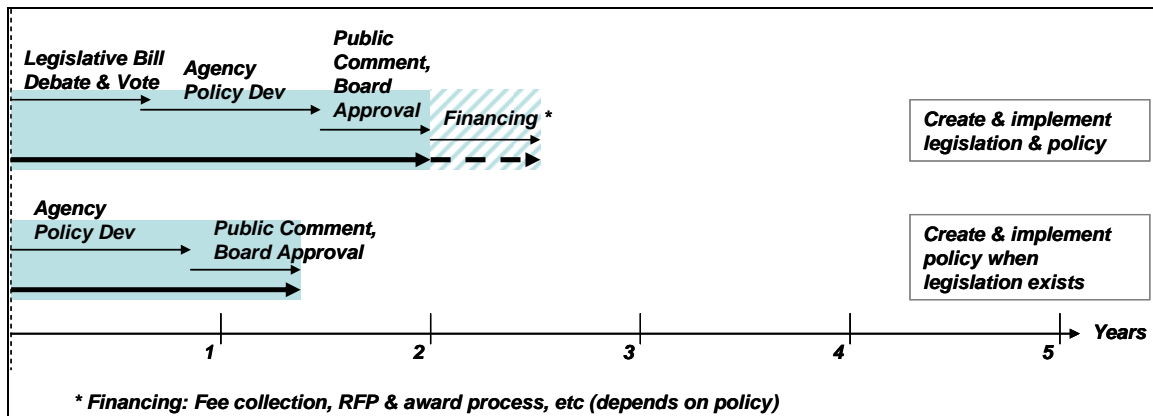 Legislative Bill
Debate & Vote
Agency
Policy Dev
Public
Comment,
Board
Approval
Financing *
Create & implement
legislation & policy
Agency
Policy Dev
Public Comment,
Board Approval
Create & implement
policy when
legislation exists
1
2
3
4
5
Years
* Financing: Fee collection, RFP & award process, etc (depends on policy)